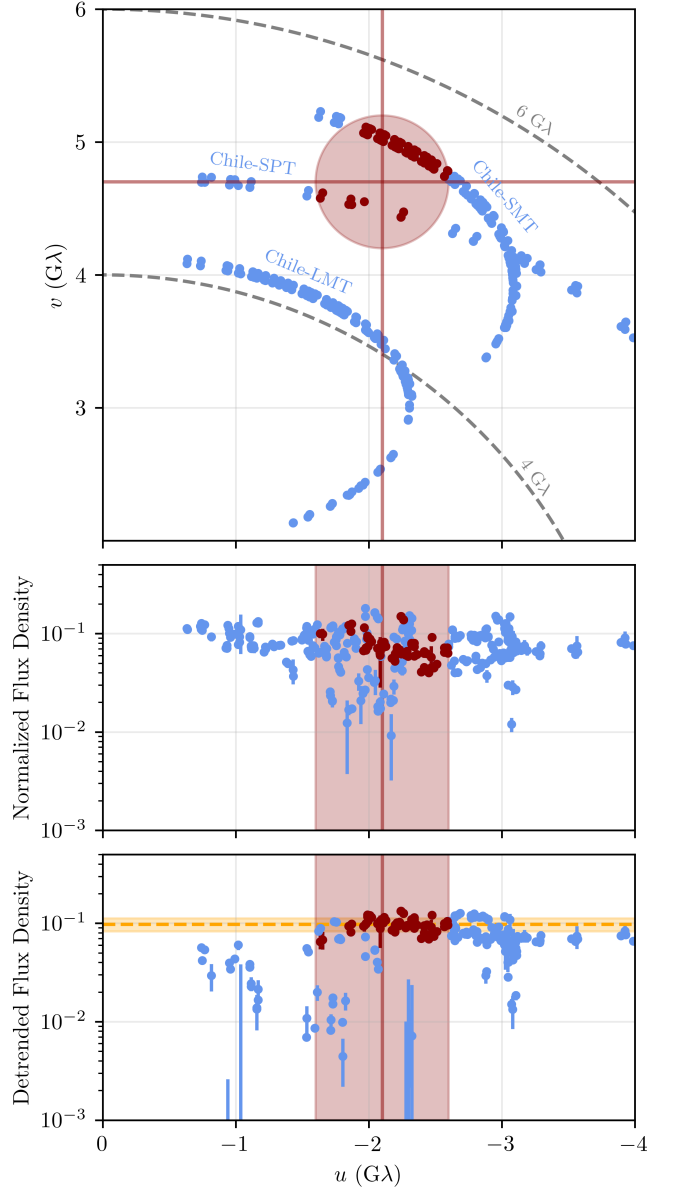 6
5
4
3
v (Gλ)
6 Gλ
Chile-SPT
Chile-SMT
Chile-LMT
4 Gλ
Normalized Flux Density
10⁻¹
10⁻²
10⁻³
Detrended Flux Density
10⁻¹
10⁻²
10⁻³
0 −1 −2 −3 −4
u (Gλ)